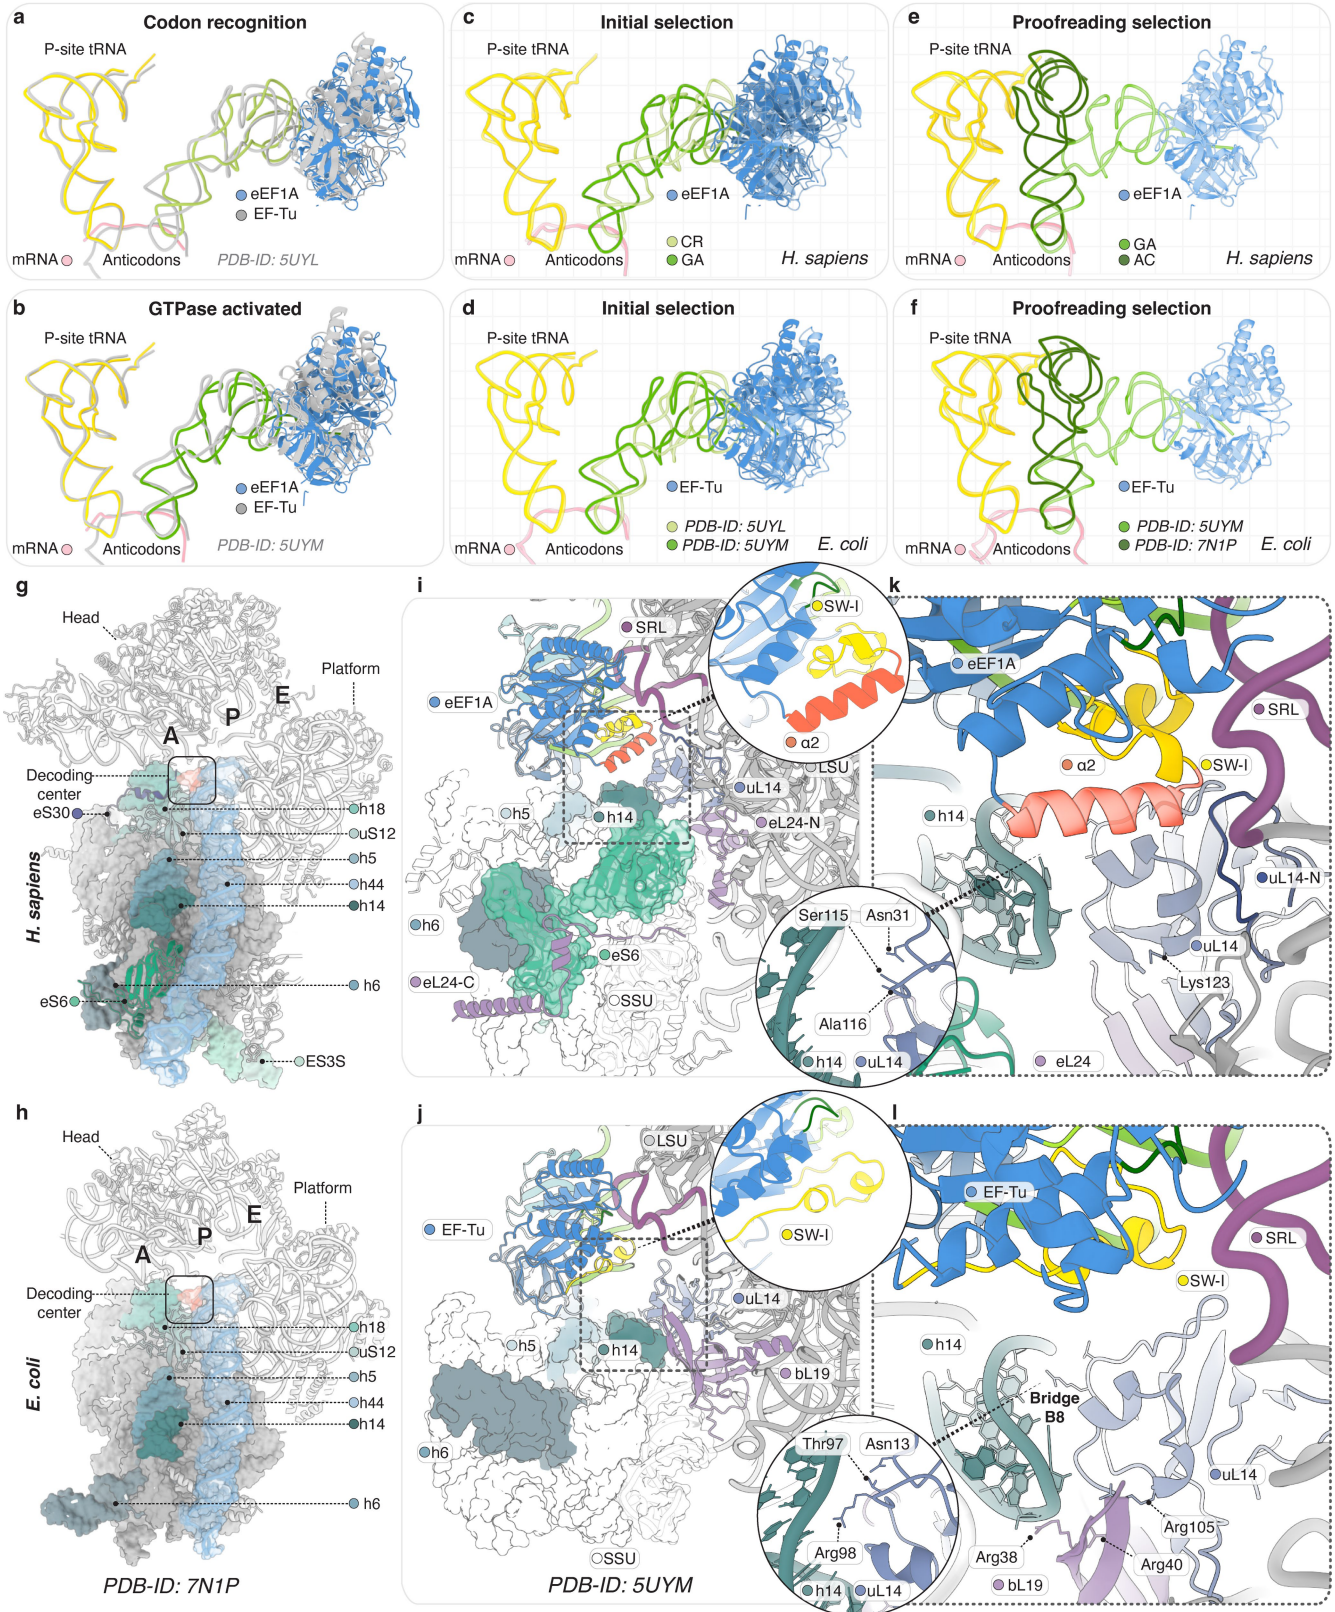 a
Codon recognition
P-site tRNA
eEF1A
EF-Tu
mRNA
Anticodons
PDB-ID: 5UYL
c
Initial selection
P-site tRNA
eEF1A
CR
GA
mRNA
Anticodons
H. sapiens
e
Proofreading selection
P-site tRNA
eEF1A
GA
AC
mRNA
Anticodons
H. sapiens
b
GTPase activated
P-site tRNA
eEF1A
EF-Tu
mRNA
Anticodons
PDB-ID: 5UYM
d
Initial selection
P-site tRNA
EF-Tu
PDB-ID: 5UYL
PDB-ID: 5UYM
mRNA
Anticodons
E. coli
f
Proofreading selection
P-site tRNA
EF-Tu
PDB-ID: 5UYM
PDB-ID: 7N1P
mRNA
Anticodons
E. coli
g
Head
Platform
E
P
A
Decoding
center
eS30
h18
uS12
h5
h44
h14
h6
eS6
ES3S
H. sapiens
i
SRL
SW-I
eEF1A
α2
LSU
uL14
h5
h14
eL24-N
h6
eS6
eL24-C
SSU
Ser115
Asn31
Ala116
h14
uL14
k
eEF1A
SRL
α2
SW-I
h14
uL14-N
uL14
Lys123
eL24
h
Head
Platform
E
P
A
Decoding
center
h18
uS12
h5
h44
h14
h6
E. coli
PDB-ID: 7N1P
j
LSU
EF-Tu
SW-I
uL14
h5
h14
bL19
h6
SSU
PDB-ID: 5UYM
Thr97
Asn13
Arg98
h14
uL14
l
EF-Tu
SRL
SW-I
h14
Bridge
B8
uL14
Arg105
Arg38
Arg40
bL19